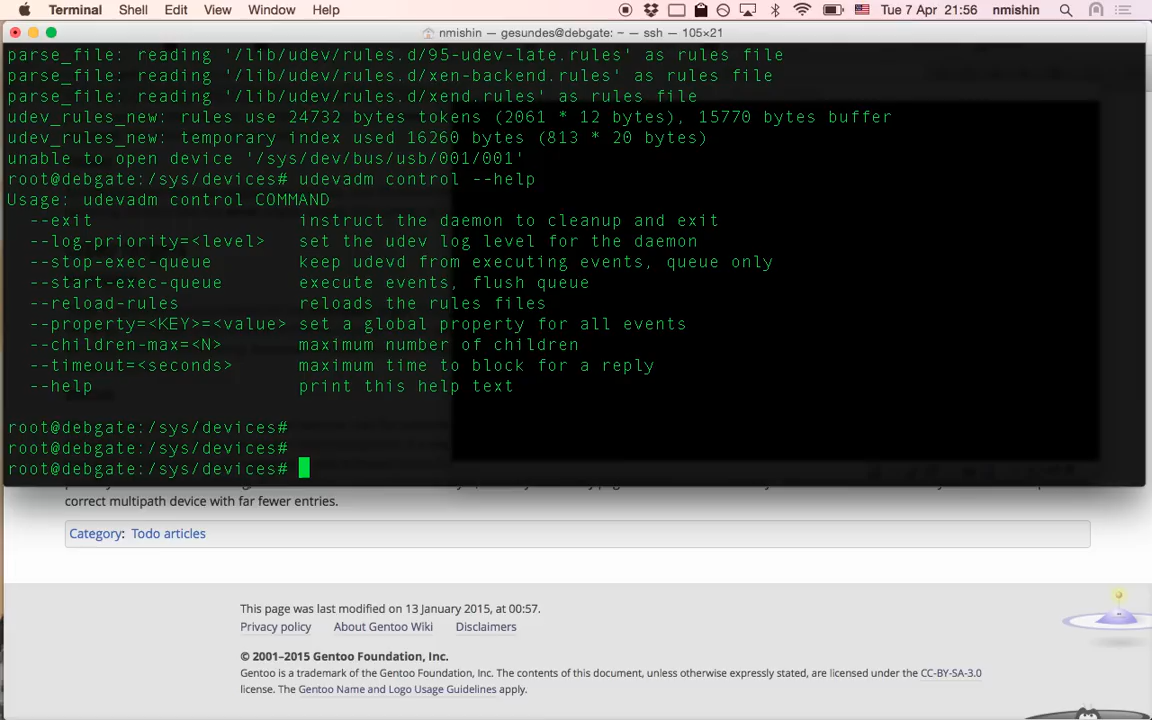 Terminal Shell Edit View Window Help Tue 7 Apr 21:56 nmishin
nmishin — gesundes@debgate: ~ — ssh — 105×21
parse_file: reading '/lib/udev/rules.d/95-udev-late.rules' as rules file
parse_file: reading '/lib/udev/rules.d/xen-backend.rules' as rules file
parse_file: reading '/lib/udev/rules.d/xend.rules' as rules file
udev_rules_new: rules use 24732 bytes tokens (2061 * 12 bytes), 15770 bytes buffer
udev_rules_new: temporary index used 16260 bytes (813 * 20 bytes)
unable to open device '/sys/dev/bus/usb/001/001'
root@debgate:/sys/devices# udevadm control --help
Usage: udevadm control COMMAND
--exit instruct the daemon to cleanup and exit
--log-priority=<level> set the udev log level for the daemon
--stop-exec-queue keep udevd from executing events, queue only
--start-exec-queue execute events, flush queue
--reload-rules reloads the rules files
--property=<KEY>=<value> set a global property for all events
--children-max=<N> maximum number of children
--timeout=<seconds> maximum time to block for a reply
--help print this help text
root@debgate:/sys/devices#
root@debgate:/sys/devices#
root@debgate:/sys/devices#
correct multipath device with far fewer entries.
Category: Todo articles
This page was last modified on 13 January 2015, at 00:57.
Privacy policy About Gentoo Wiki Disclaimers
© 2001–2015 Gentoo Foundation, Inc.
Gentoo is a trademark of the Gentoo Foundation, Inc. The contents of this document, unless otherwise expressly stated, are licensed under the CC-BY-SA-3.0
license. The Gentoo Name and Logo Usage Guidelines apply.